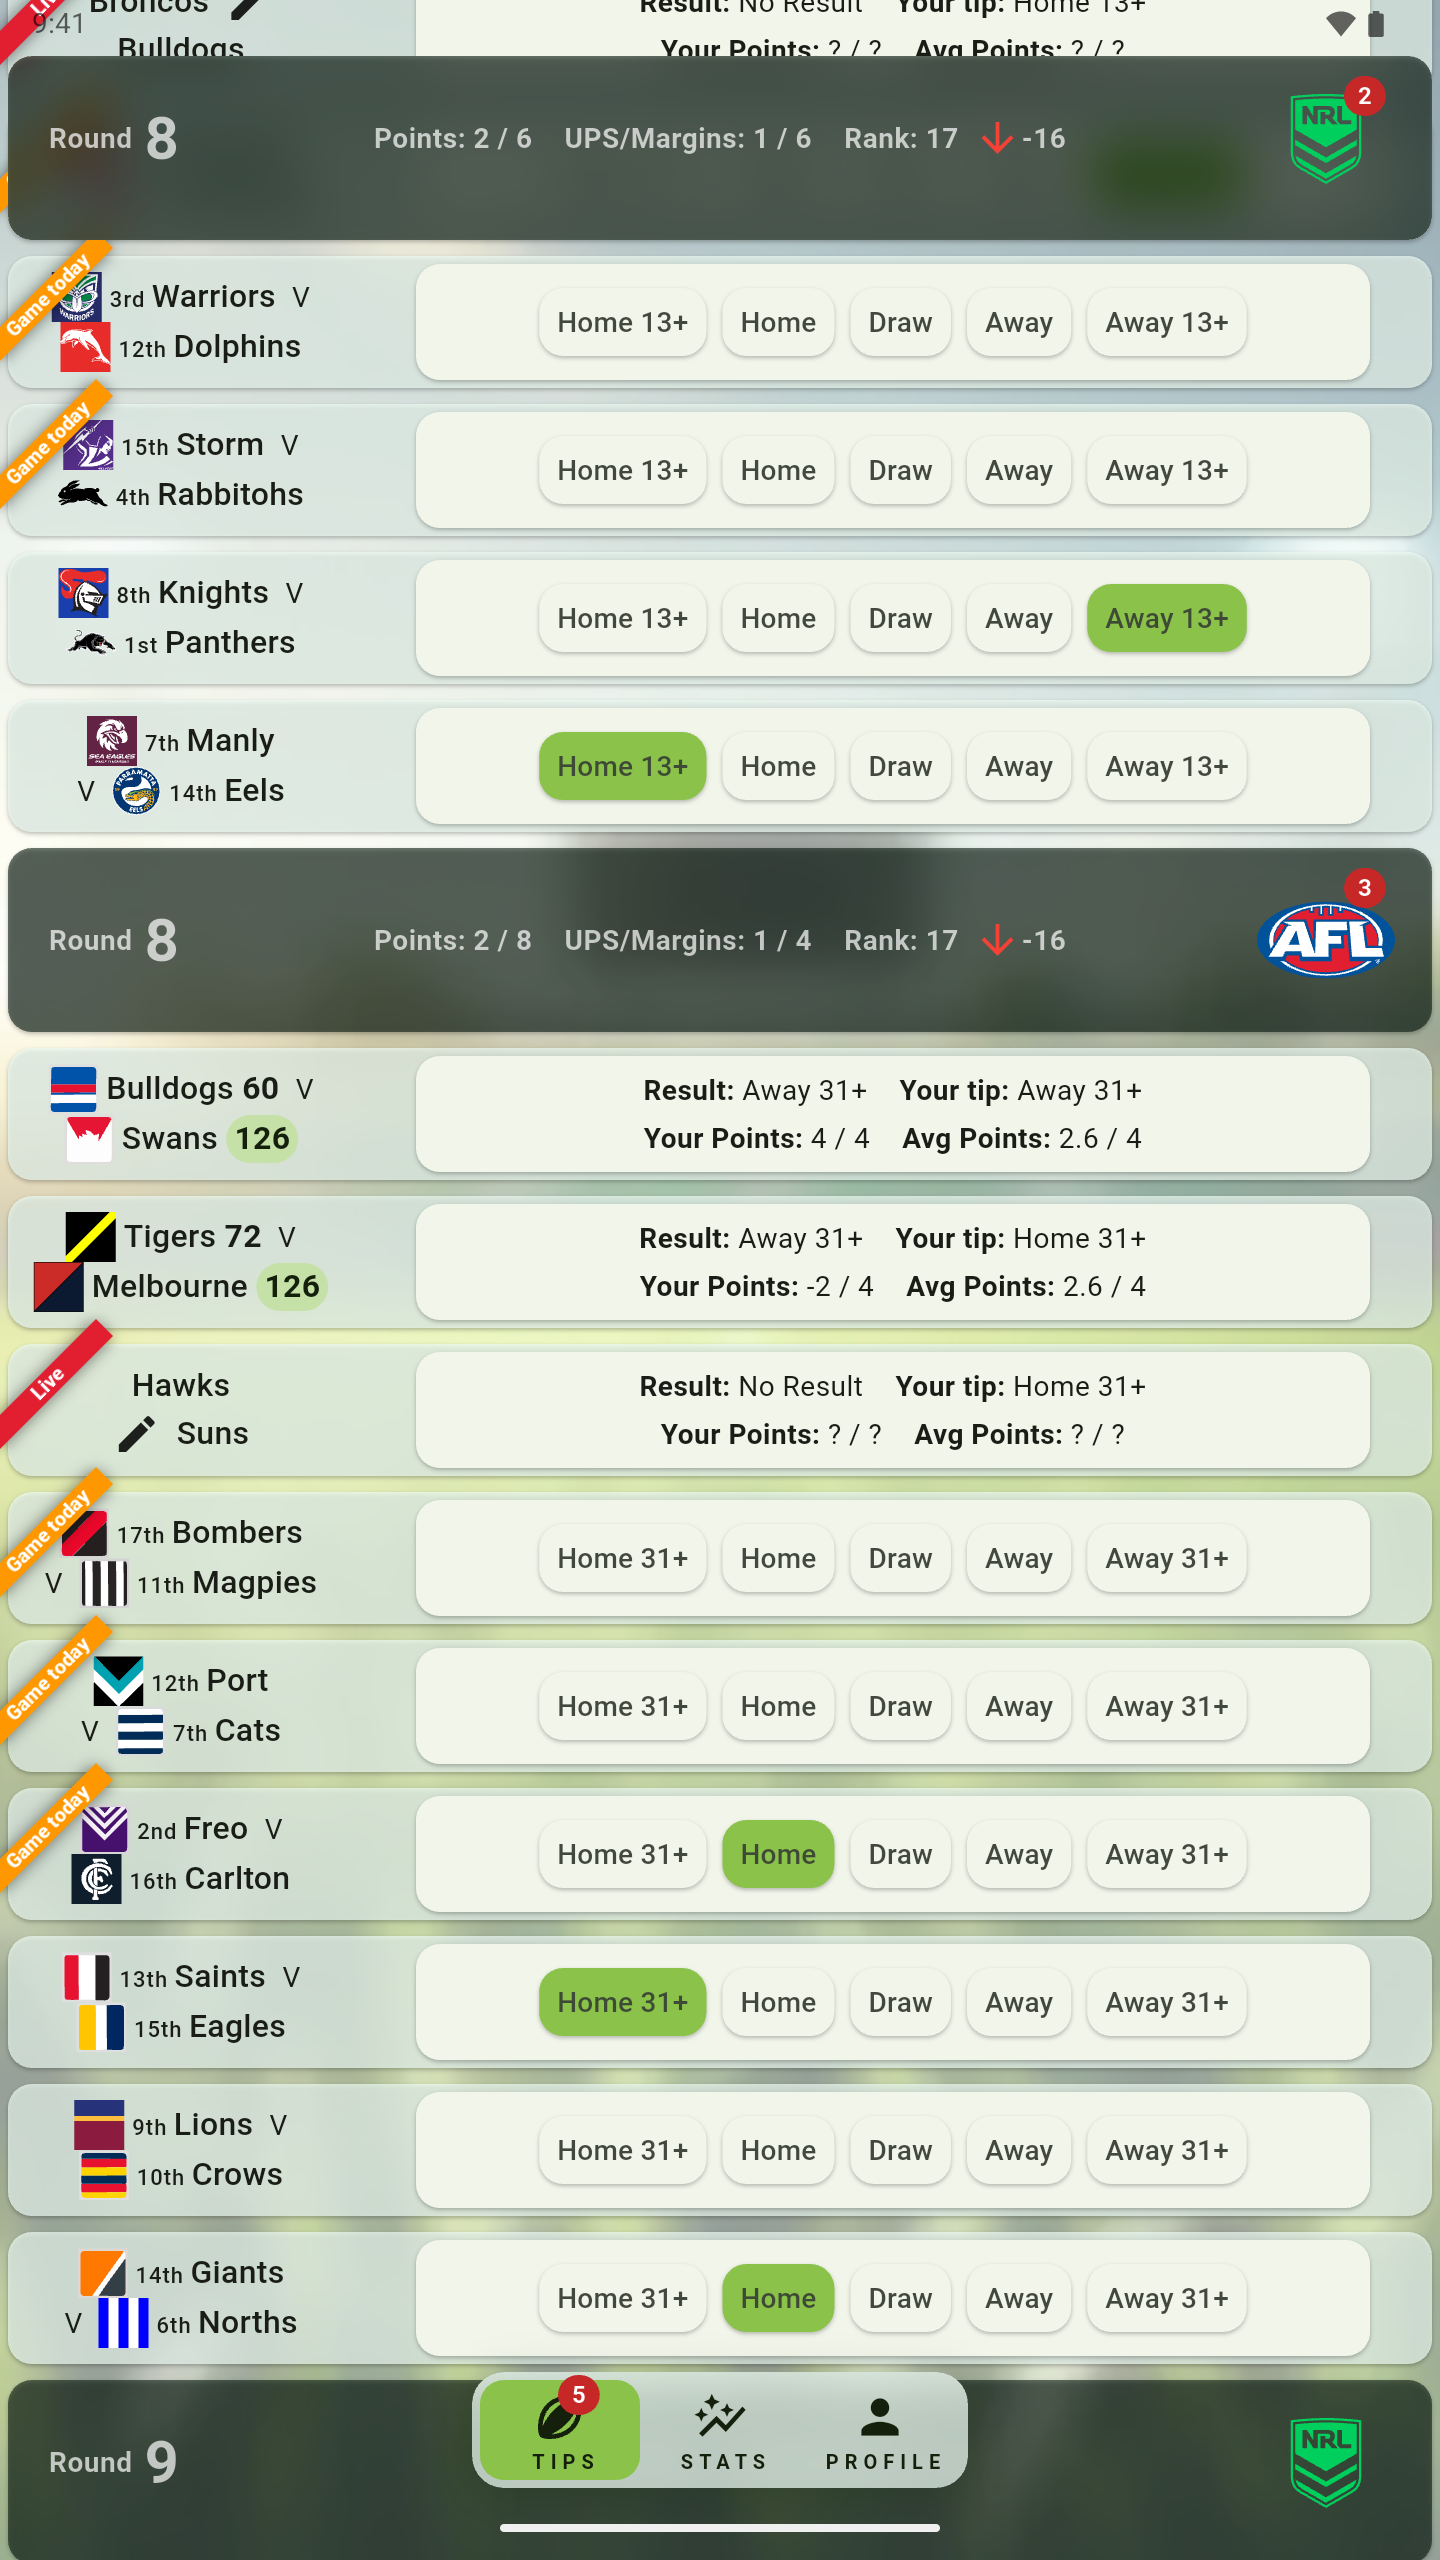 Broncos Result: No Result Your tip: Home 13+
9:41
Bulldogs Your Points: ? / ? Avg Points: ? / ?
Round 8 Points: 2 / 6 UPS/Margins: 1 / 6 Rank: 17 -16 NRL 2
Game today
3rd Warriors V
12th Dolphins
Home 13+ Home Draw Away Away 13+
Game today
15th Storm V
4th Rabbitohs
Home 13+ Home Draw Away Away 13+
8th Knights V
1st Panthers
Home 13+ Home Draw Away Away 13+
7th Manly
V 14th Eels
Home 13+ Home Draw Away Away 13+
Round 8 Points: 2 / 8 UPS/Margins: 1 / 4 Rank: 17 -16 AFL 3
Bulldogs 60 V
Swans 126
Result: Away 31+ Your tip: Away 31+
Your Points: 4 / 4 Avg Points: 2.6 / 4
Tigers 72 V
Melbourne 126
Result: Away 31+ Your tip: Home 31+
Your Points: -2 / 4 Avg Points: 2.6 / 4
Live
Hawks
Suns
Result: No Result Your tip: Home 31+
Your Points: ? / ? Avg Points: ? / ?
Game today
17th Bombers
V 11th Magpies
Home 31+ Home Draw Away Away 31+
Game today
12th Port
V 7th Cats
Home 31+ Home Draw Away Away 31+
Game today
2nd Freo V
16th Carlton
Home 31+ Home Draw Away Away 31+
13th Saints V
15th Eagles
Home 31+ Home Draw Away Away 31+
9th Lions V
10th Crows
Home 31+ Home Draw Away Away 31+
14th Giants
V 6th Norths
Home 31+ Home Draw Away Away 31+
Round 9 NRL
5
TIPS STATS PROFILE